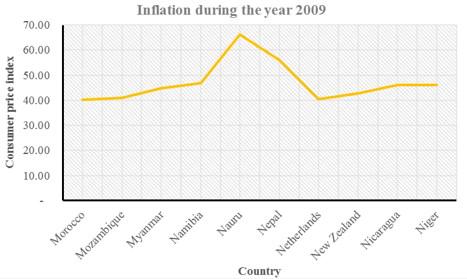 Inflation during the year 2009
Consumer price index
70.00
60.00
50.00
40.00
30.00
20.00
10.00
-
Morocco
Mozambique
Myanmar
Namibia
Nauru
Nepal
Netherlands
New Zealand
Nicaragua
Niger
Country